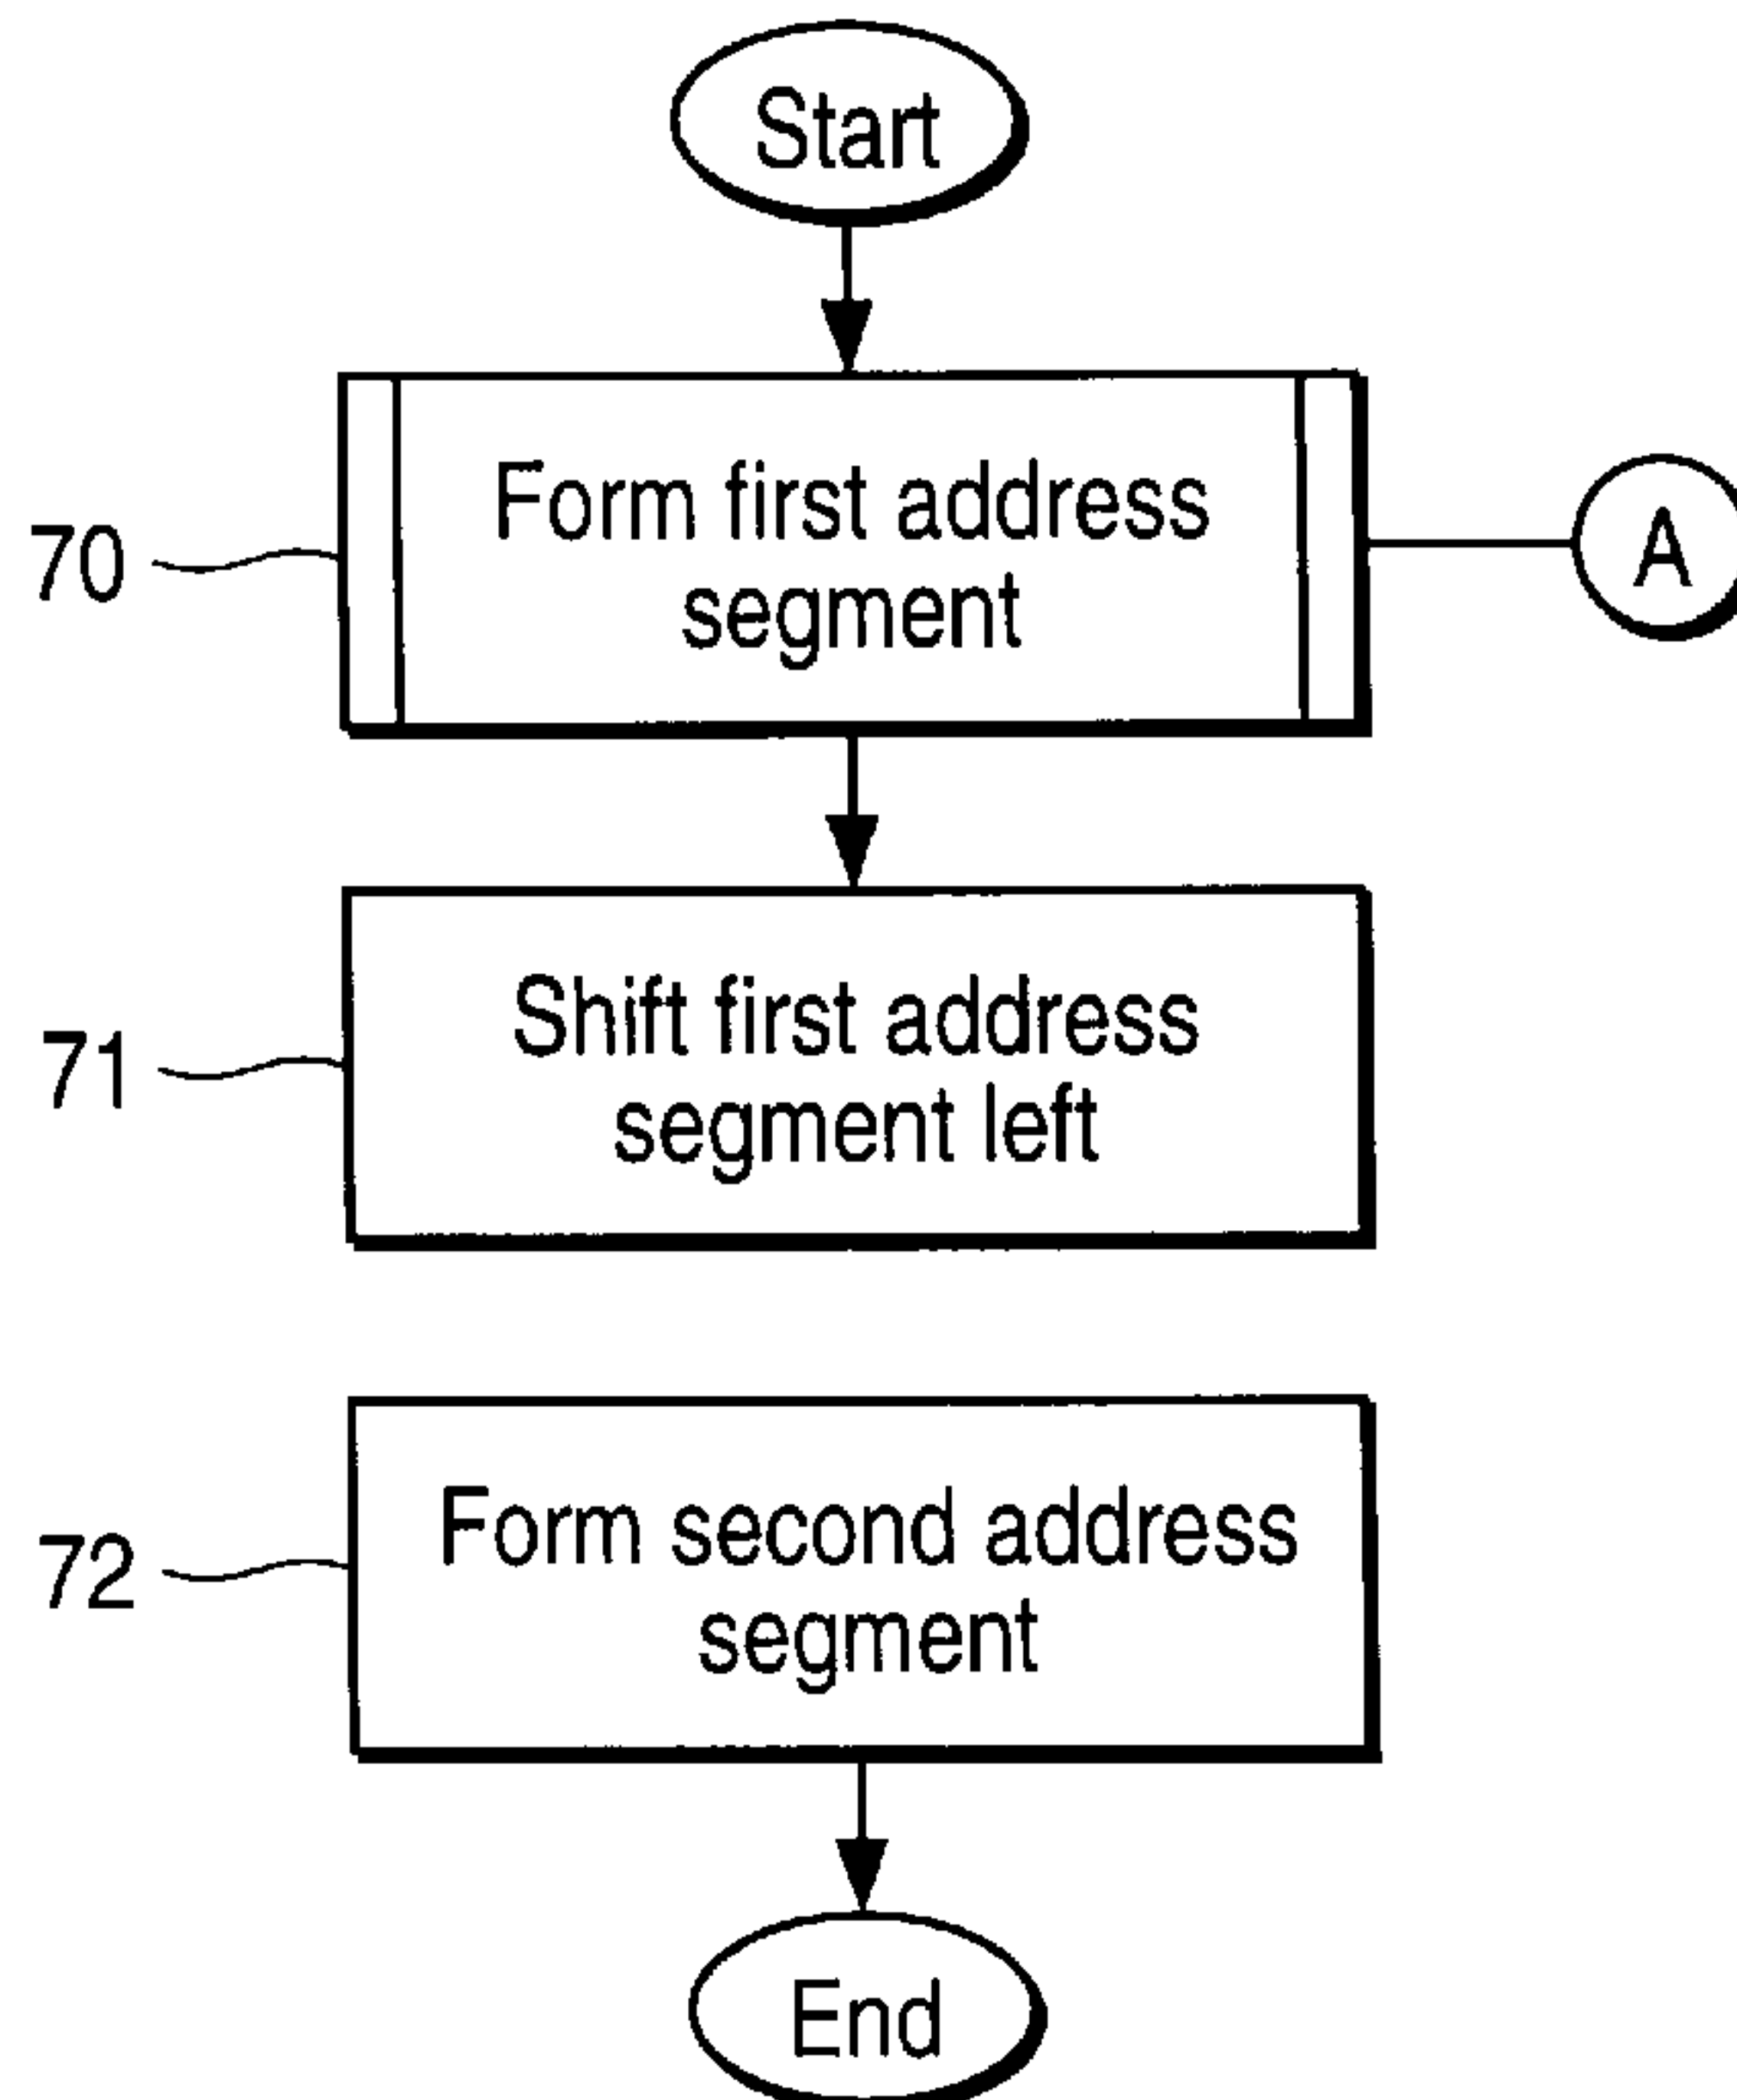 Start
Form first address
segment
70
A
Shift first address
segment left
71
Form second address
segment
72
End